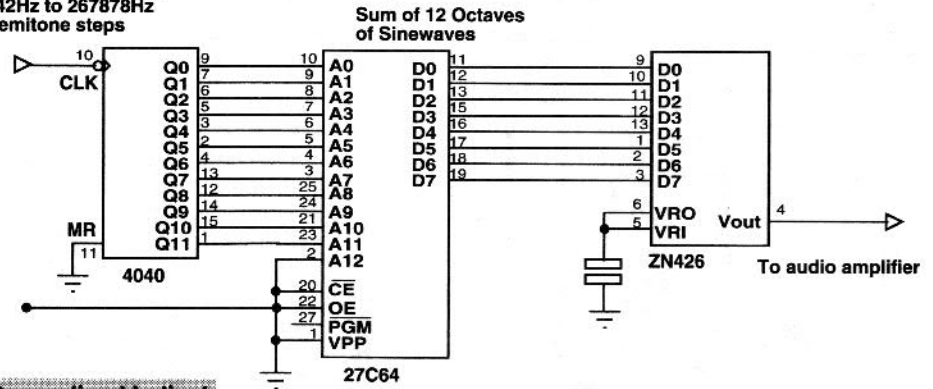 42Hz to 267878Hz
emitone steps
Sum of 12 Octaves
of Sinewaves
10
CLK
MR
11
Q0 9
Q1 7
Q2 6
Q3 5
Q4 3
Q5 2
Q6 4
Q7 13
Q8 12
Q9 14
Q10 15
Q11 1
4040
10 A0
9 A1
8 A2
7 A3
6 A4
5 A5
4 A6
3 A7
25 A8
24 A9
21 A10
23 A11
2 A12
20 CE
22 OE
27 PGM
1 VPP
D0 11
D1 12
D2 13
D3 15
D4 16
D5 17
D6 18
D7 19
27C64
9 D0
10 D1
11 D2
12 D3
13 D4
1 D5
2 D6
3 D7
6 VRO
5 VRI
Vout 4
ZN426
To audio amplifier